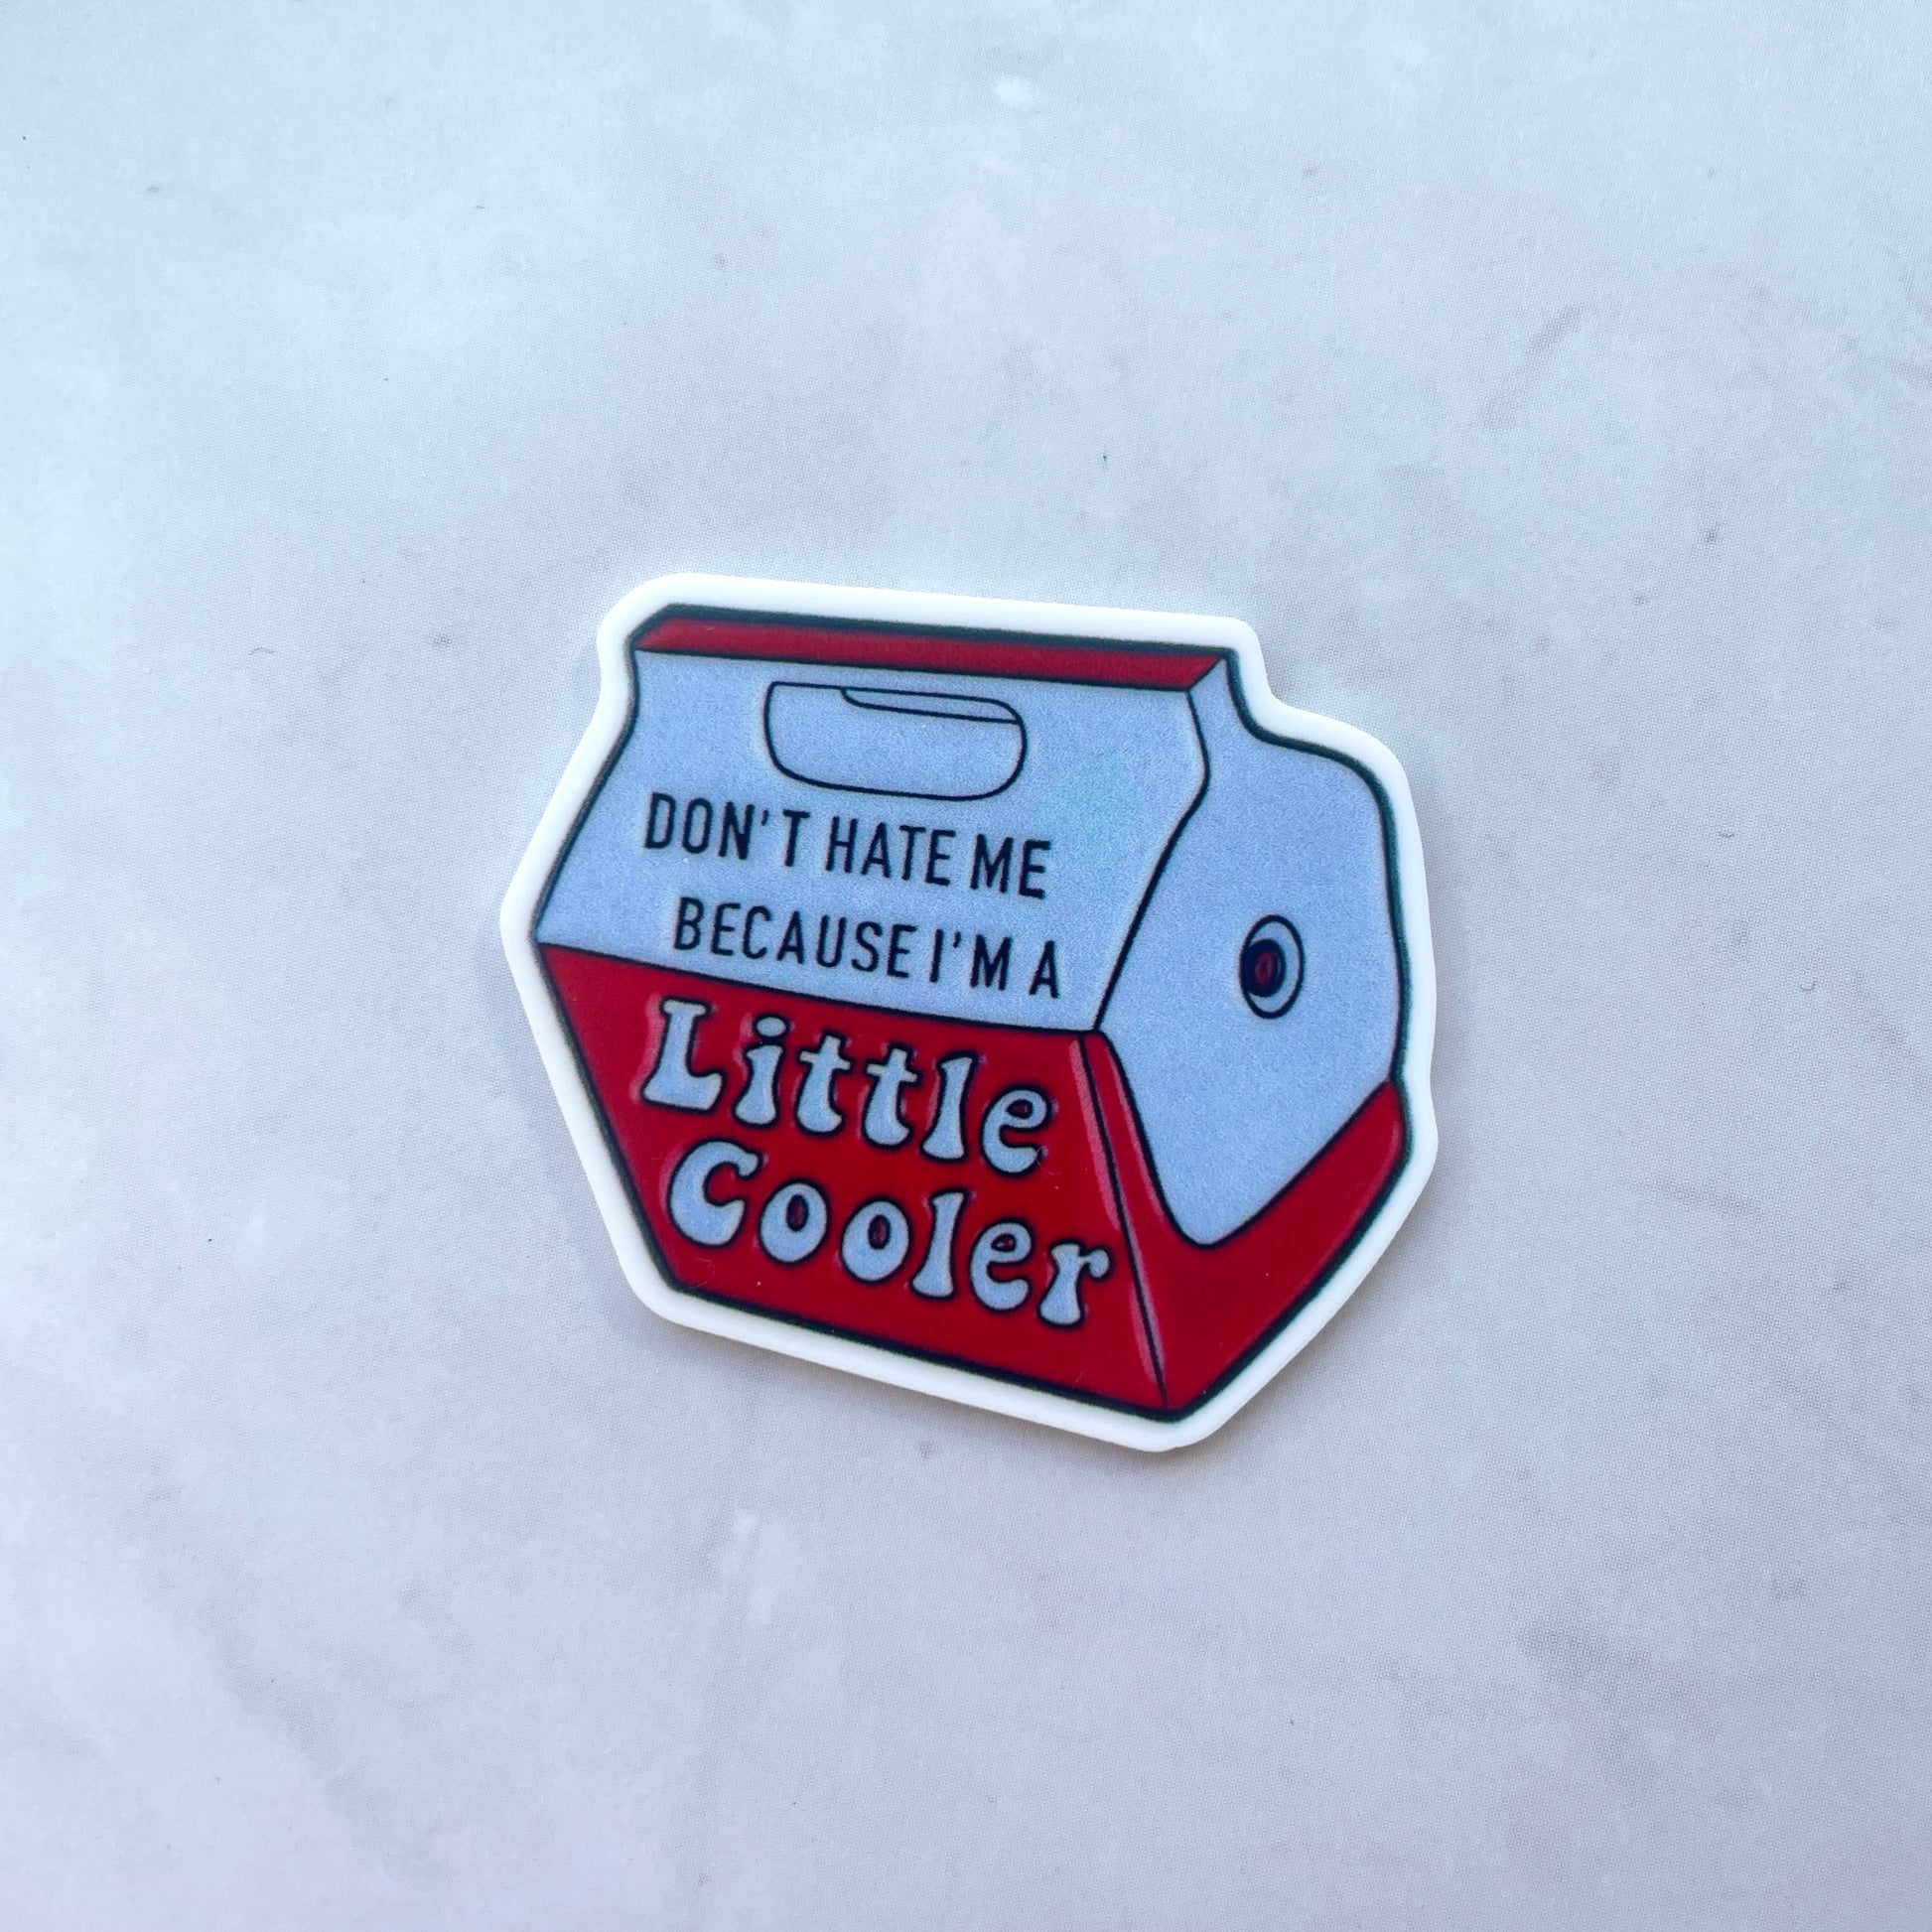 DON'T HATE ME
BECAUSE I'M A
Little
Cooler